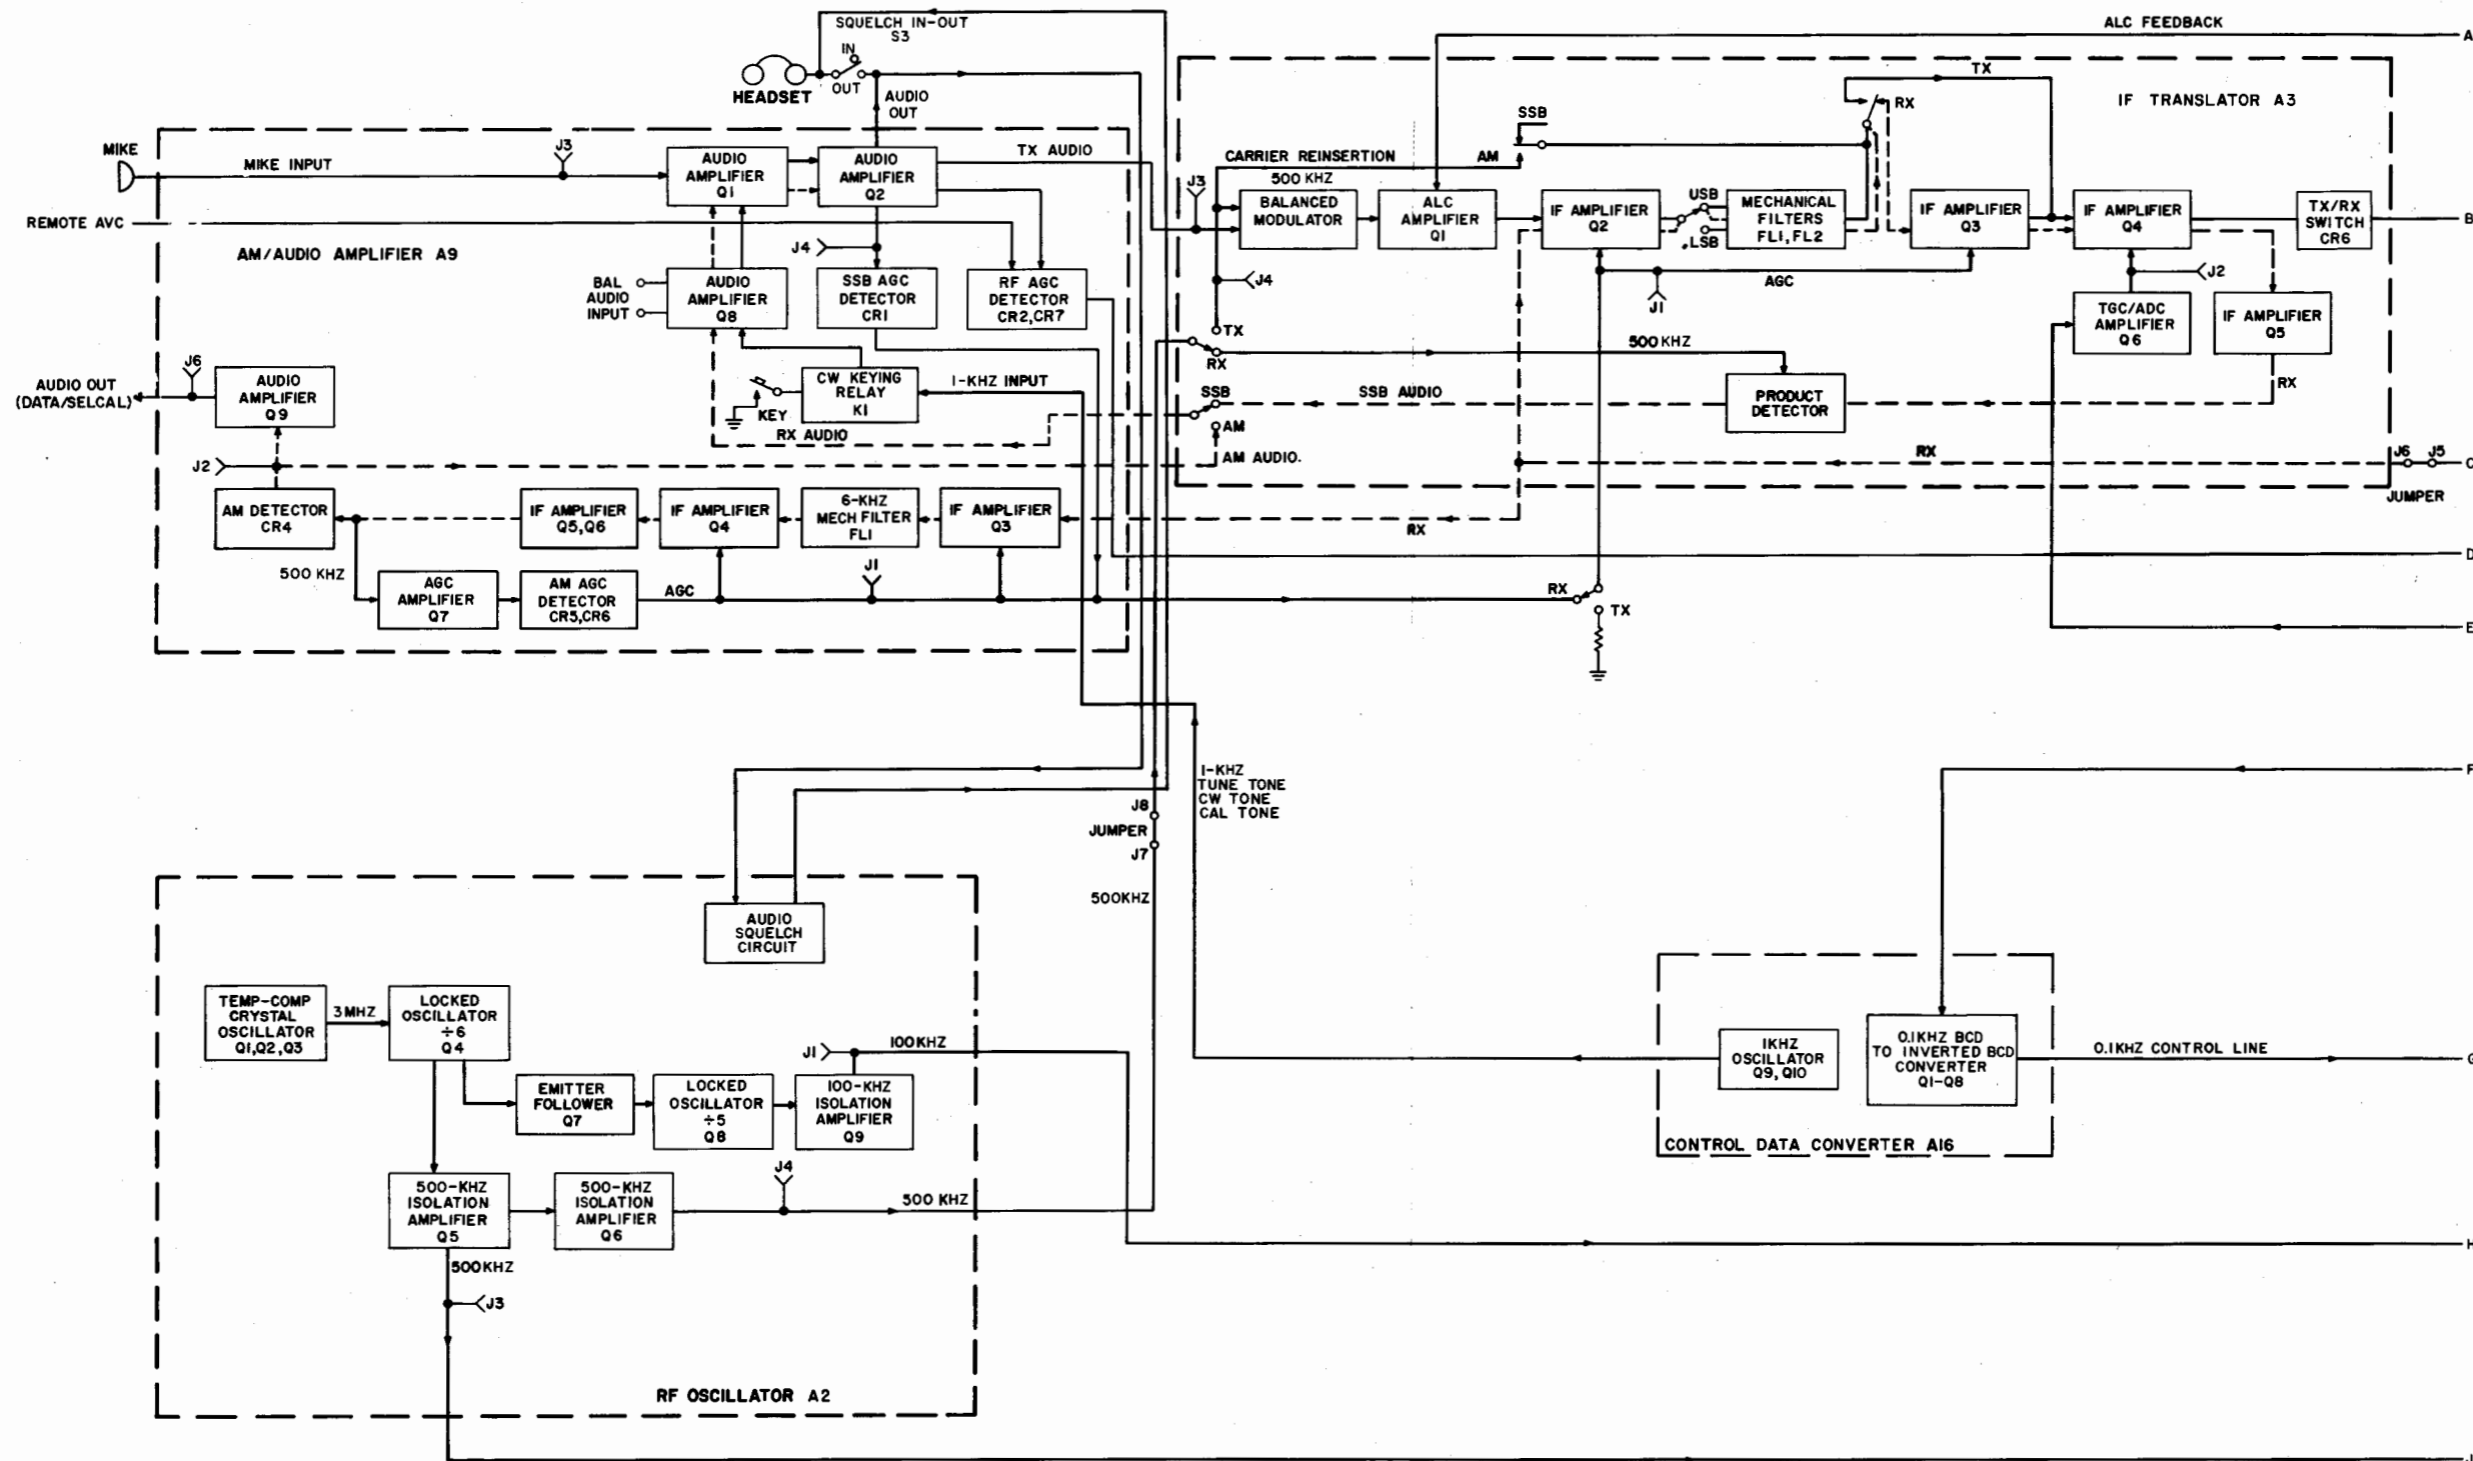 ALC FEEDBACK
A
SQUELCH IN-OUT
S3
IN
OUT
HEADSET
AUDIO
OUT
TX
RX
IF TRANSLATOR A3
SSB
MIKE
MIKE INPUT
J3
AUDIO
AMPLIFIER
Q1
AUDIO
AMPLIFIER
Q2
TX AUDIO
CARRIER REINSERTION
AM
500 KHZ
J3
BALANCED
MODULATOR
ALC
AMPLIFIER
Q1
IF AMPLIFIER
Q2
USB
LSB
MECHANICAL
FILTERS
FL1, FL2
IF AMPLIFIER
Q3
IF AMPLIFIER
Q4
TX/RX
SWITCH
CR6
B
REMOTE AVC
AM/AUDIO AMPLIFIER A9
J4
BAL
AUDIO
INPUT
AUDIO
AMPLIFIER
Q8
SSB AGC
DETECTOR
CR1
RF AGC
DETECTOR
CR2,CR7
J4
AGC
J1
J2
TGC/ADC
AMPLIFIER
Q6
IF AMPLIFIER
Q5
TX
RX
500 KHZ
RX
J6
AUDIO OUT
(DATA/SELCAL)
AUDIO
AMPLIFIER
Q9
CW KEYING
RELAY
K1
KEY
1-KHZ INPUT
RX AUDIO
SSB
AM
AM AUDIO.
SSB AUDIO
PRODUCT
DETECTOR
RX
J6
J5
C
JUMPER
J2
AM DETECTOR
CR4
IF AMPLIFIER
Q5,Q6
IF AMPLIFIER
Q4
6-KHZ
MECH FILTER
FL1
IF AMPLIFIER
Q3
RX
D
500 KHZ
AGC
AMPLIFIER
Q7
AM AGC
DETECTOR
CR5,CR6
AGC
J1
RX
TX
E
1-KHZ
TUNE TONE
CW TONE
CAL TONE
F
J8
JUMPER
J7
500KHZ
AUDIO
SQUELCH
CIRCUIT
TEMP-COMP
CRYSTAL
OSCILLATOR
Q1,Q2,Q3
3MHZ
LOCKED
OSCILLATOR
÷6
Q4
J1
100KHZ
EMITTER
FOLLOWER
Q7
LOCKED
OSCILLATOR
÷5
Q8
100-KHZ
ISOLATION
AMPLIFIER
Q9
1KHZ
OSCILLATOR
Q9, Q10
0.1KHZ BCD
TO INVERTED BCD
CONVERTER
Q1-Q8
0.1KHZ CONTROL LINE
G
CONTROL DATA CONVERTER A16
500-KHZ
ISOLATION
AMPLIFIER
Q5
500-KHZ
ISOLATION
AMPLIFIER
Q6
J4
500 KHZ
H
500KHZ
J3
RF OSCILLATOR A2
J